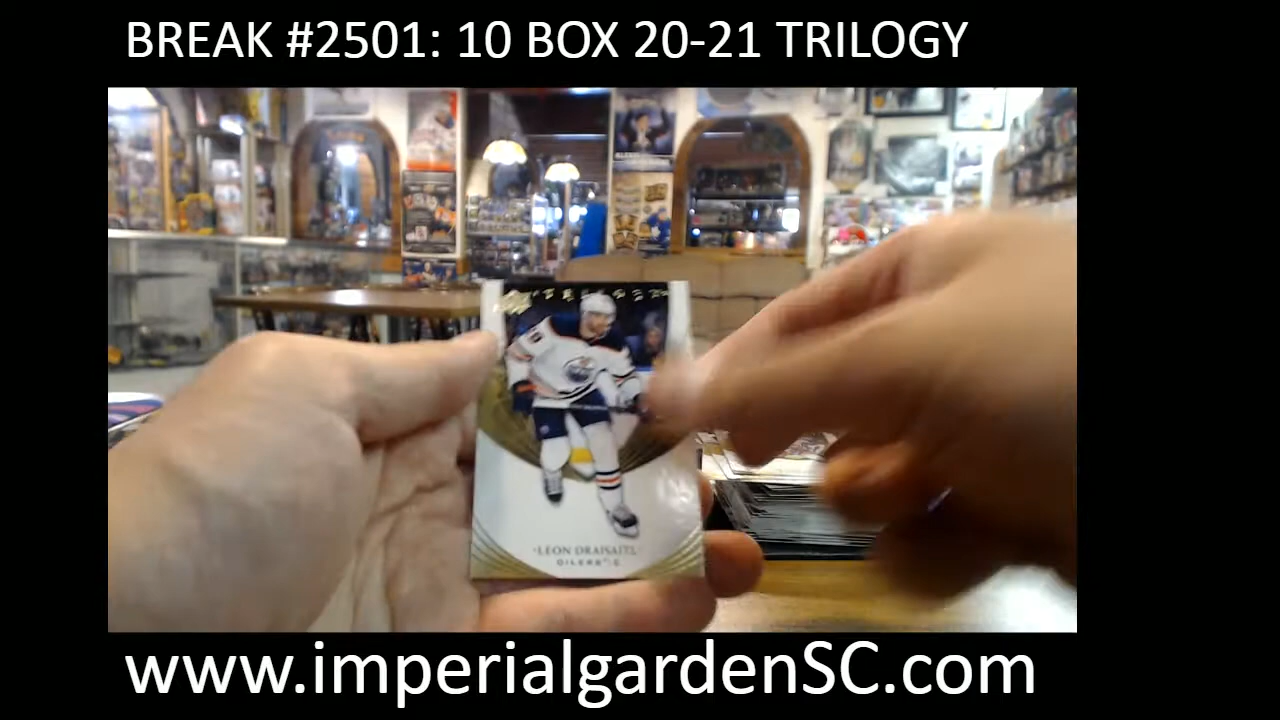 BREAK #2501: 10 BOX 20-21 TRILOGY
LEON DRAISAITL
OILERS C
www.imperialgardenSC.com